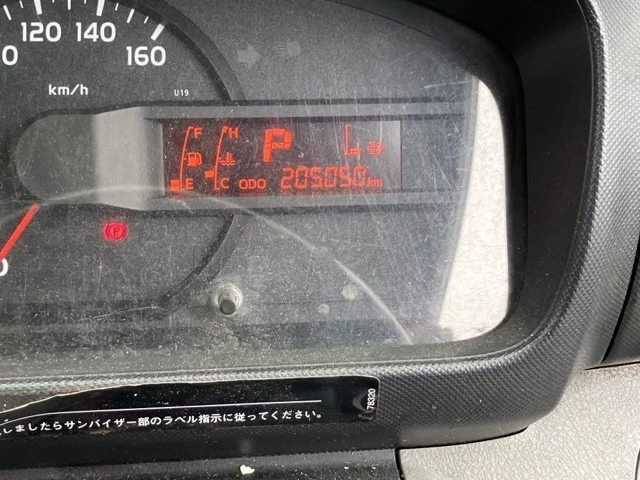 120 140
160
km/h
U19
F H
P
L
E C ODO 205050km
しましたらサンバイザー部のラベル指示に従ってください。
78320